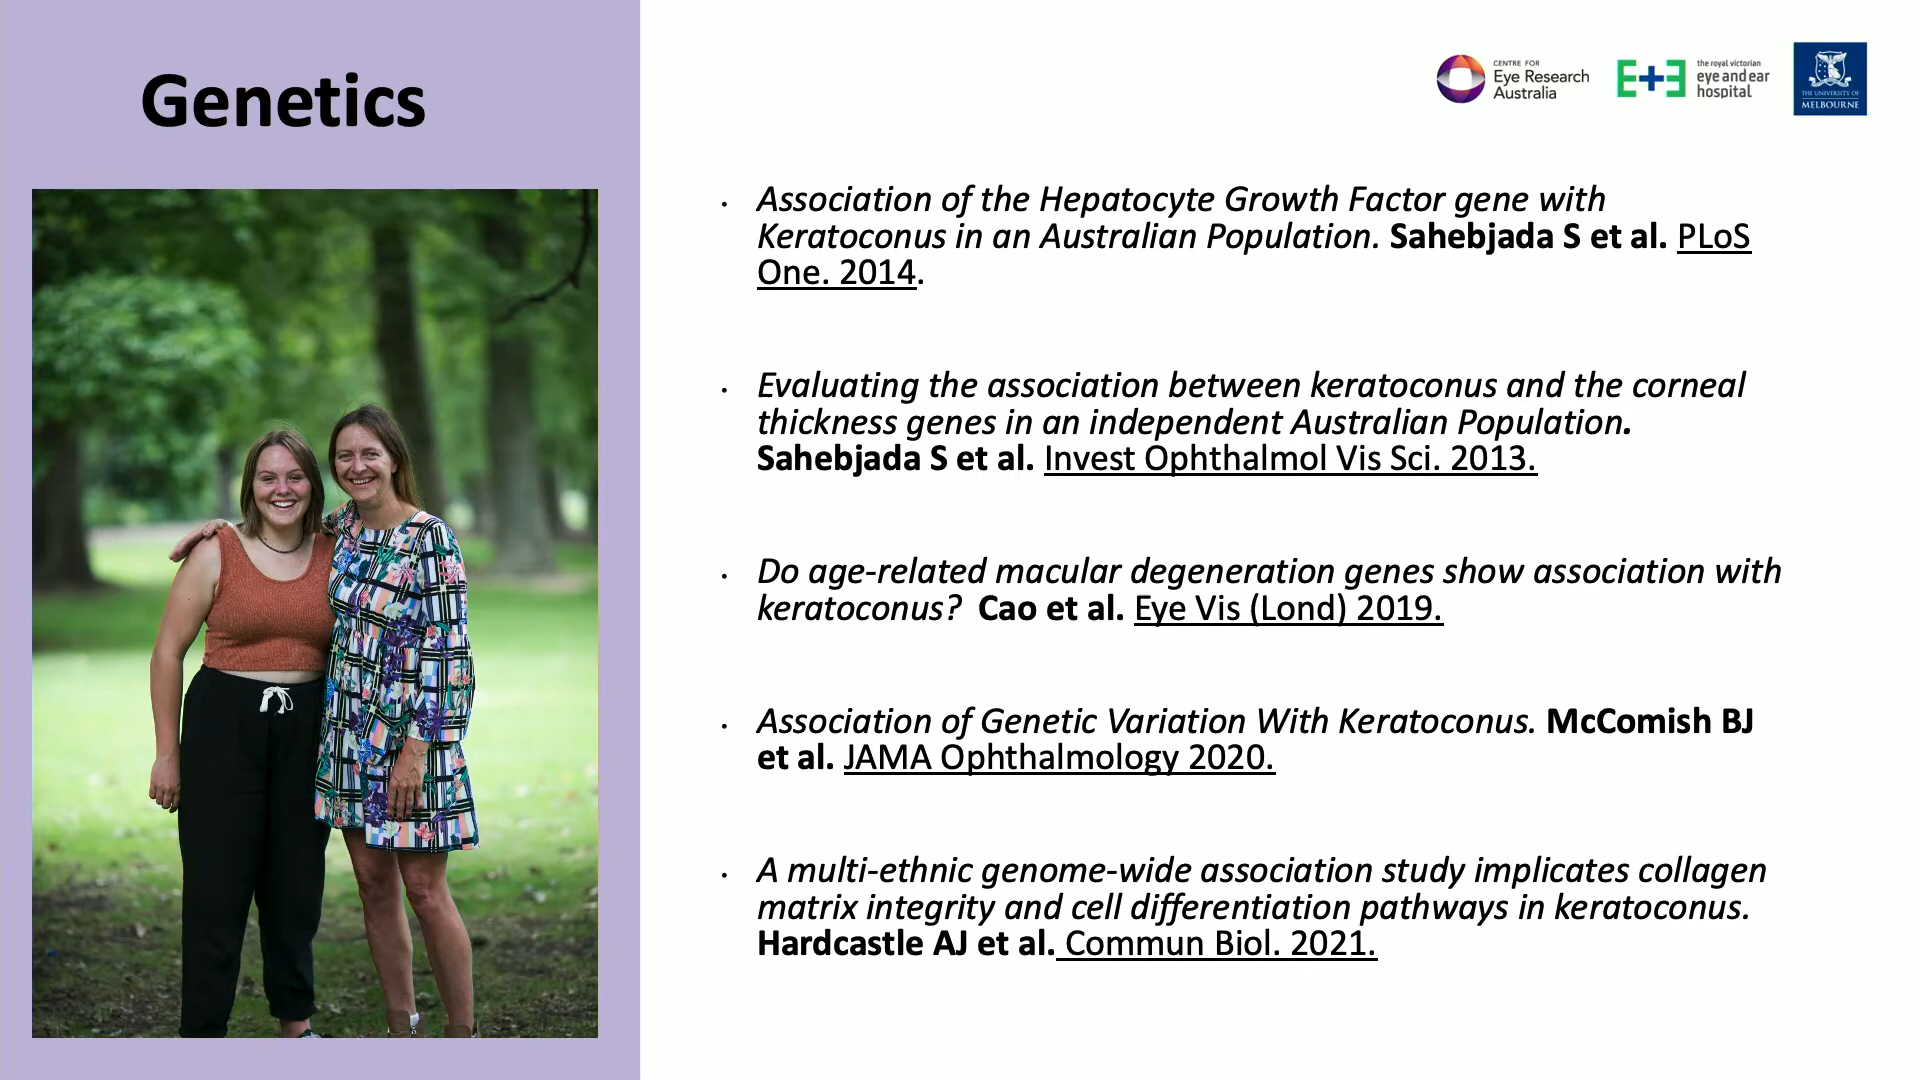 Genetics
CENTRE FOR
Eye Research
Australia
E+E
the royal victorian
eye and ear
hospital
THE UNIVERSITY OF
MELBOURNE
• Association of the Hepatocyte Growth Factor gene with
Keratoconus in an Australian Population. Sahebjada S et al. PLoS
One. 2014.
• Evaluating the association between keratoconus and the corneal
thickness genes in an independent Australian Population.
Sahebjada S et al. Invest Ophthalmol Vis Sci. 2013.
• Do age-related macular degeneration genes show association with
keratoconus? Cao et al. Eye Vis (Lond) 2019.
• Association of Genetic Variation With Keratoconus. McComish BJ
et al. JAMA Ophthalmology 2020.
• A multi-ethnic genome-wide association study implicates collagen
matrix integrity and cell differentiation pathways in keratoconus.
Hardcastle AJ et al. Commun Biol. 2021.